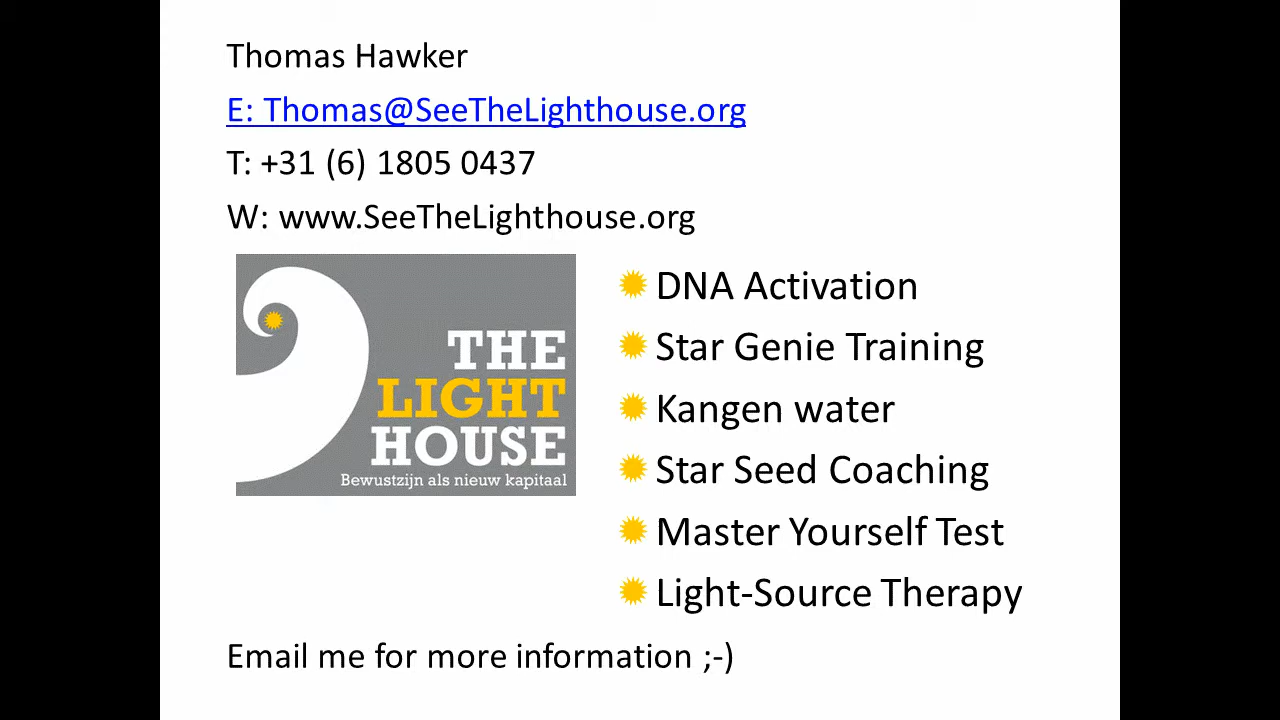 Thomas Hawker
E: Thomas@SeeTheLighthouse.org
T: +31 (6) 1805 0437
W: www.SeeTheLighthouse.org
THE
LIGHT
HOUSE
Bewustzijn als nieuw kapitaal
DNA Activation
Star Genie Training
Kangen water
Star Seed Coaching
Master Yourself Test
Light-Source Therapy
Email me for more information ;-)